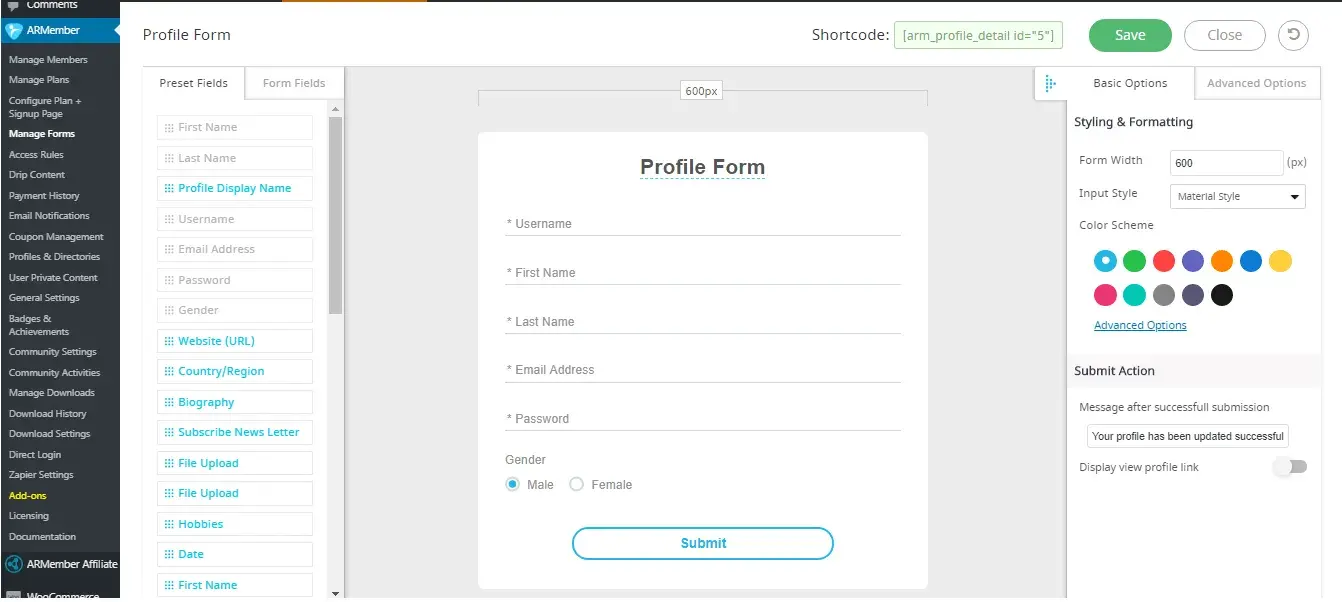 Comments
ARMember
Manage Members
Manage Plans
Configure Plan +
Signup Page
Manage Forms
Access Rules
Drip Content
Payment History
Email Notifications
Coupon Management
Profiles & Directories
User Private Content
General Settings
Badges &
Achievements
Community Settings
Community Activities
Manage Downloads
Download History
Download Settings
Direct Login
Zapier Settings
Add-ons
Licensing
Documentation
ARMember Affiliate
WooCommerce
Profile Form
Shortcode: [arm_profile_detail id="5"]
Save
Close
Preset Fields
Form Fields
First Name
Last Name
Profile Display Name
Username
Email Address
Password
Gender
Website (URL)
Country/Region
Biography
Subscribe News Letter
File Upload
File Upload
Hobbies
Date
First Name
600px
Profile Form
* Username
* First Name
* Last Name
* Email Address
* Password
Gender
Male Female
Submit
Basic Options
Advanced Options
Styling & Formatting
Form Width 600 (px)
Input Style Material Style
Color Scheme
Advanced Options
Submit Action
Message after successfull submission
Your profile has been updated successful
Display view profile link